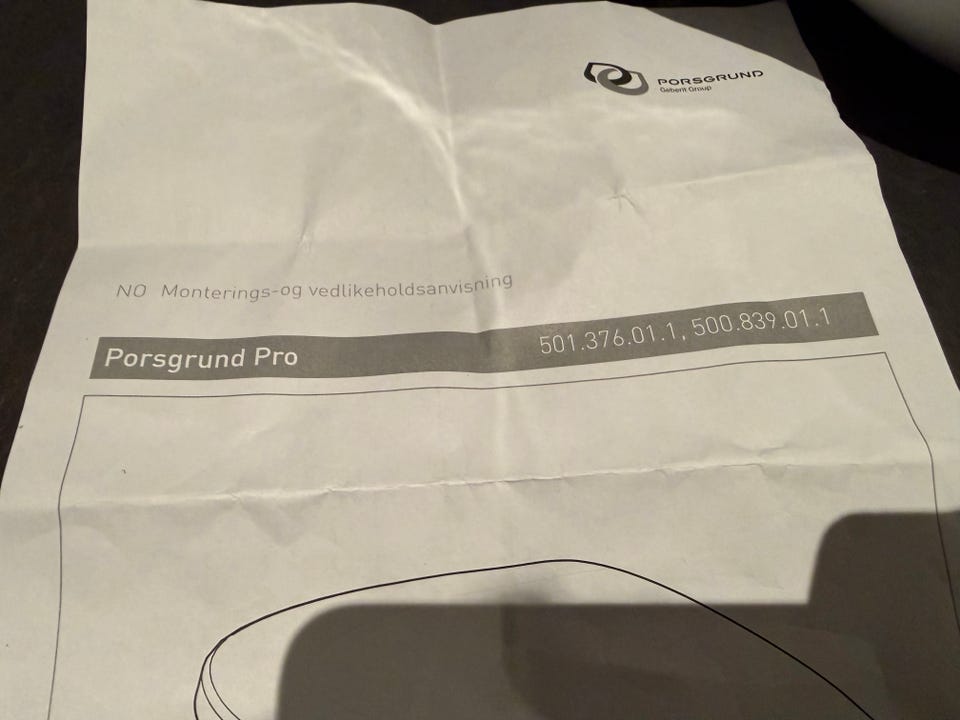 PORSGRUND
Geberit Group
NO Monterings-og vedlikeholdsanvisning
Porsgrund Pro 501.376.01.1, 500.839.01.1